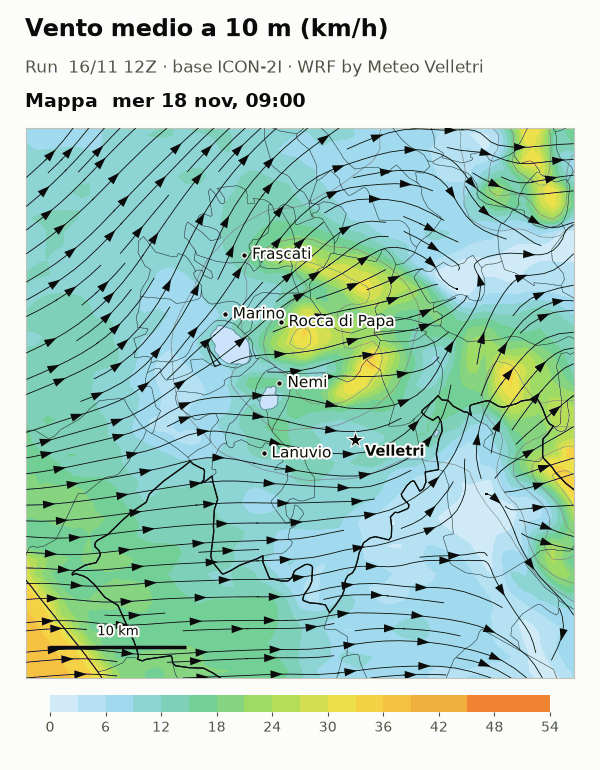 Vento medio a 10 m (km/h)
Run  16/11 12Z · base ICON-2I · WRF by Meteo Velletri
Mappa  mer 18 nov, 09:00
Frascati
Marino
Rocca di Papa
Nemi
Velletri
Lanuvio
10 km
0 6 12 18 24 30 36 42 48 54